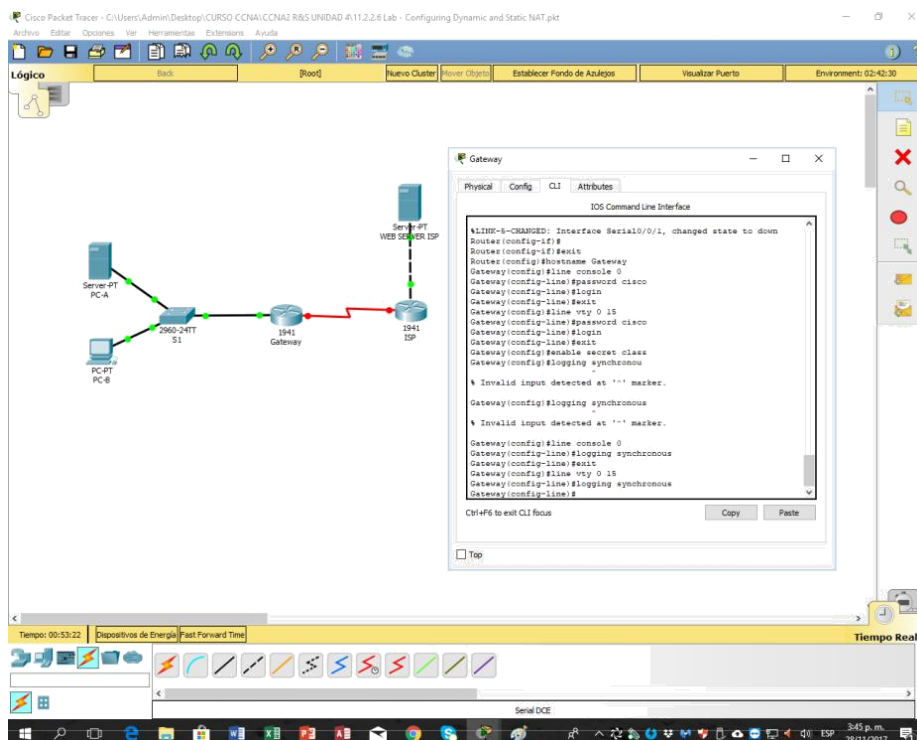 Cisco Packet Tracer - C:\Users\Admin\Desktop\CURSO CCNA\CCNA2 R&S UNIDAD 4\11.2.2.6 Lab - Configuring Dynamic and Static NAT.pkt
Archivo Editar Opciones Ver Herramientas Extensions Ayuda
Lógico Back [Root] Nuevo Cluster Mover Objeto Establecer Fondo de Azulejos Visualizar Puerto Environment: 02:42:30
Server-PT
WEB SERVER ISP
Server-PT
PC-A
2960-24TT
S1
1941
Gateway
1941
ISP
PC-PT
PC-B
Gateway
Physical Config CLI Attributes
IOS Command Line Interface
%LINK-5-CHANGED: Interface Serial0/0/1, changed state to down
Router(config-if)#
Router(config-if)#exit
Router(config)#hostname Gateway
Gateway(config)#line console 0
Gateway(config-line)#password cisco
Gateway(config-line)#login
Gateway(config-line)#exit
Gateway(config)#line vty 0 15
Gateway(config-line)#password cisco
Gateway(config-line)#login
Gateway(config-line)#exit
Gateway(config)#enable secret class
Gateway(config)#logging synchronou
^
% Invalid input detected at '^' marker.
Gateway(config)#logging synchronous
^
% Invalid input detected at '^' marker.
Gateway(config)#line console 0
Gateway(config-line)#logging synchronous
Gateway(config-line)#exit
Gateway(config)#line vty 0 15
Gateway(config-line)#logging synchronous
Gateway(config-line)#
Ctrl+F6 to exit CLI focus Copy Paste
Top
Tiempo: 00:53:22 Dispositivos de Energía Fast Forward Time Tiempo Real
Serial DCE
ESP 3:45 p. m.
28/11/2017